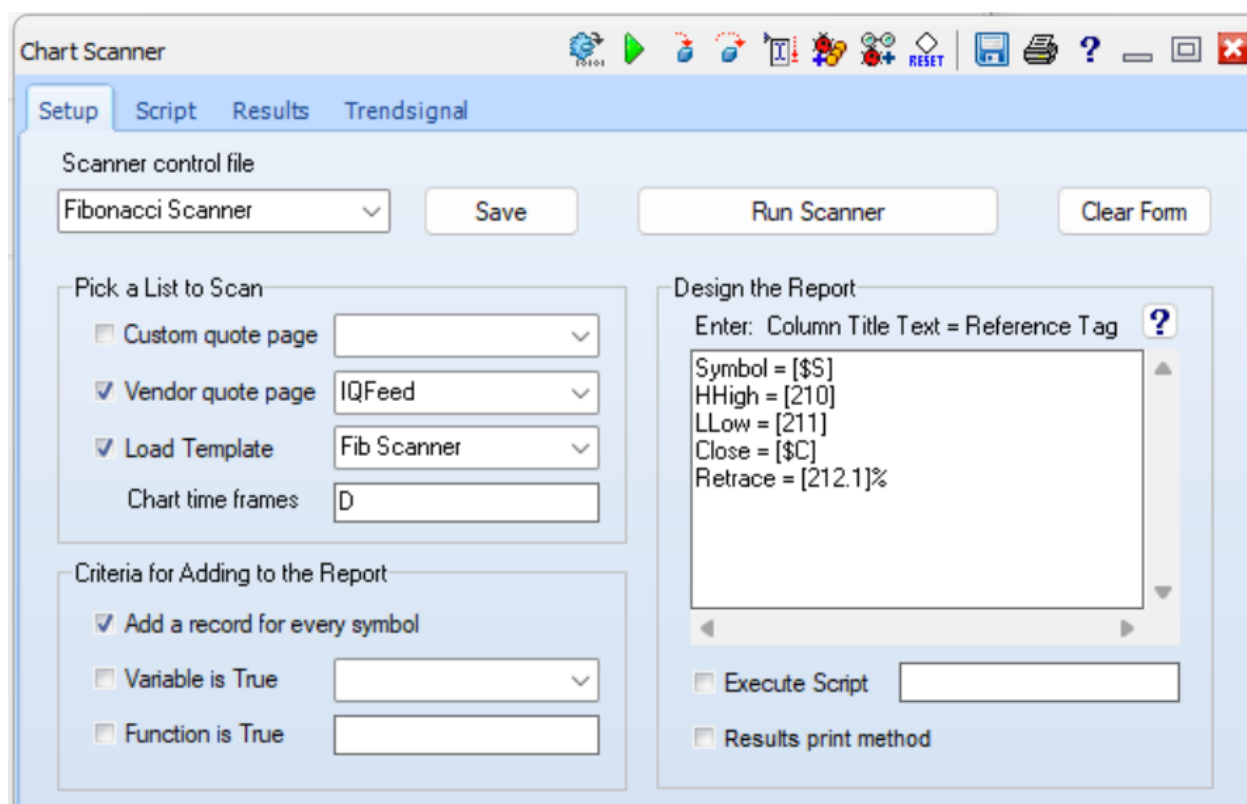 Chart Scanner
10101
RESET
?
Setup Script Results Trendsignal
Scanner control file
Fibonacci Scanner Save Run Scanner Clear Form
Pick a List to Scan
Custom quote page
Vendor quote page IQFeed
Load Template Fib Scanner
Chart time frames D
Criteria for Adding to the Report
Add a record for every symbol
Variable is True
Function is True
Design the Report
Enter: Column Title Text = Reference Tag ?
Symbol = [$S]
HHigh = [210]
LLow = [211]
Close = [$C]
Retrace = [212.1]%
Execute Script
Results print method